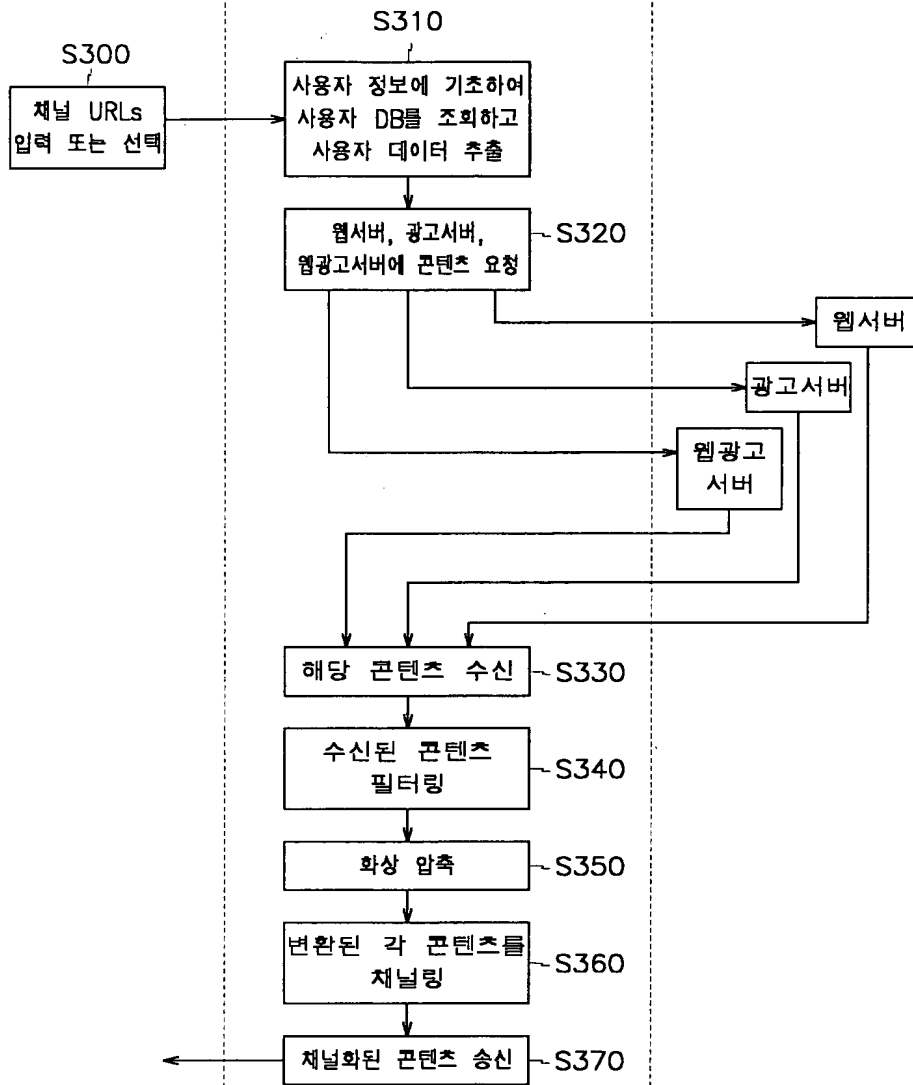 S300
채널 URLs
입력 또는 선택
S310
사용자 정보에 기초하여
사용자 DB를 조회하고
사용자 데이터 추출
웹서버, 광고서버,
웹광고서버에 콘텐츠 요청
S320
웹서버
광고서버
웹광고
서버
해당 콘텐츠 수신
S330
수신된 콘텐츠
필터링
S340
화상 압축
S350
변환된 각 콘텐츠를
채널링
S360
채널화된 콘텐츠 송신
S370